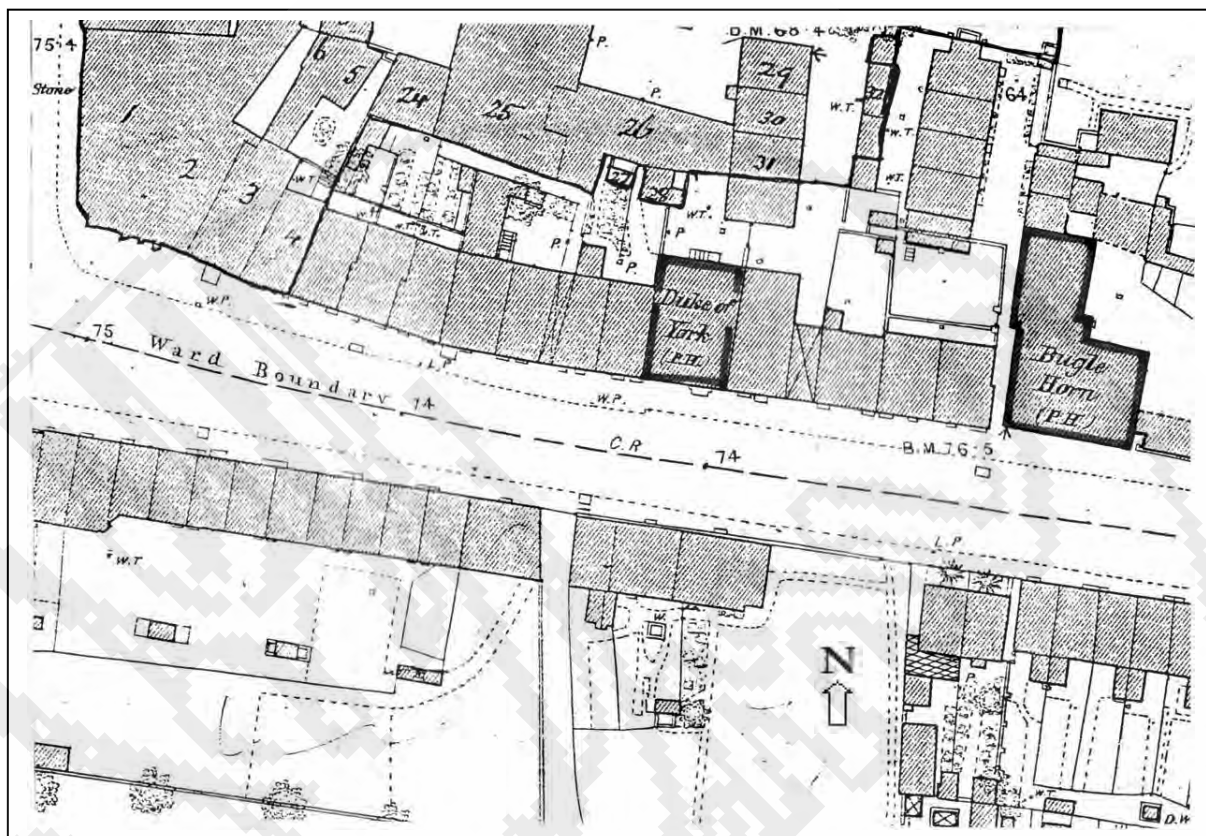 75·4
Stone
1
2
3
4
5
6
24
25
26
P.
P.
B.M. 68·4
29
30
31
32
W.T.
W.T.
W.T.
64
W.T
W.T.
27
28
W.T.
P
P.
P.
Duke of
York
(P.H.)
Bugle
Horn
(P.H.)
W.P.
L.P.
W.P.
75
Ward Boundary
74
C.R
74
B.M. 76·5
L.P
W.T
W.
N
P.
W.T.
D.W